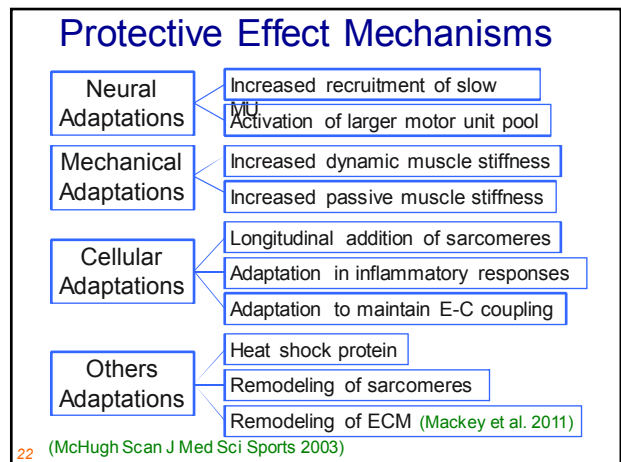 Protective Effect Mechanisms
Neural
Adaptations
Increased recruitment of slow
MU
Activation of larger motor unit pool
Mechanical
Adaptations
Increased dynamic muscle stiffness
Increased passive muscle stiffness
Cellular
Adaptations
Longitudinal addition of sarcomeres
Adaptation in inflammatory responses
Adaptation to maintain E-C coupling
Others
Adaptations
Heat shock protein
Remodeling of sarcomeres
Remodeling of ECM (Mackey et al. 2011)
22 (McHugh Scan J Med Sci Sports 2003)